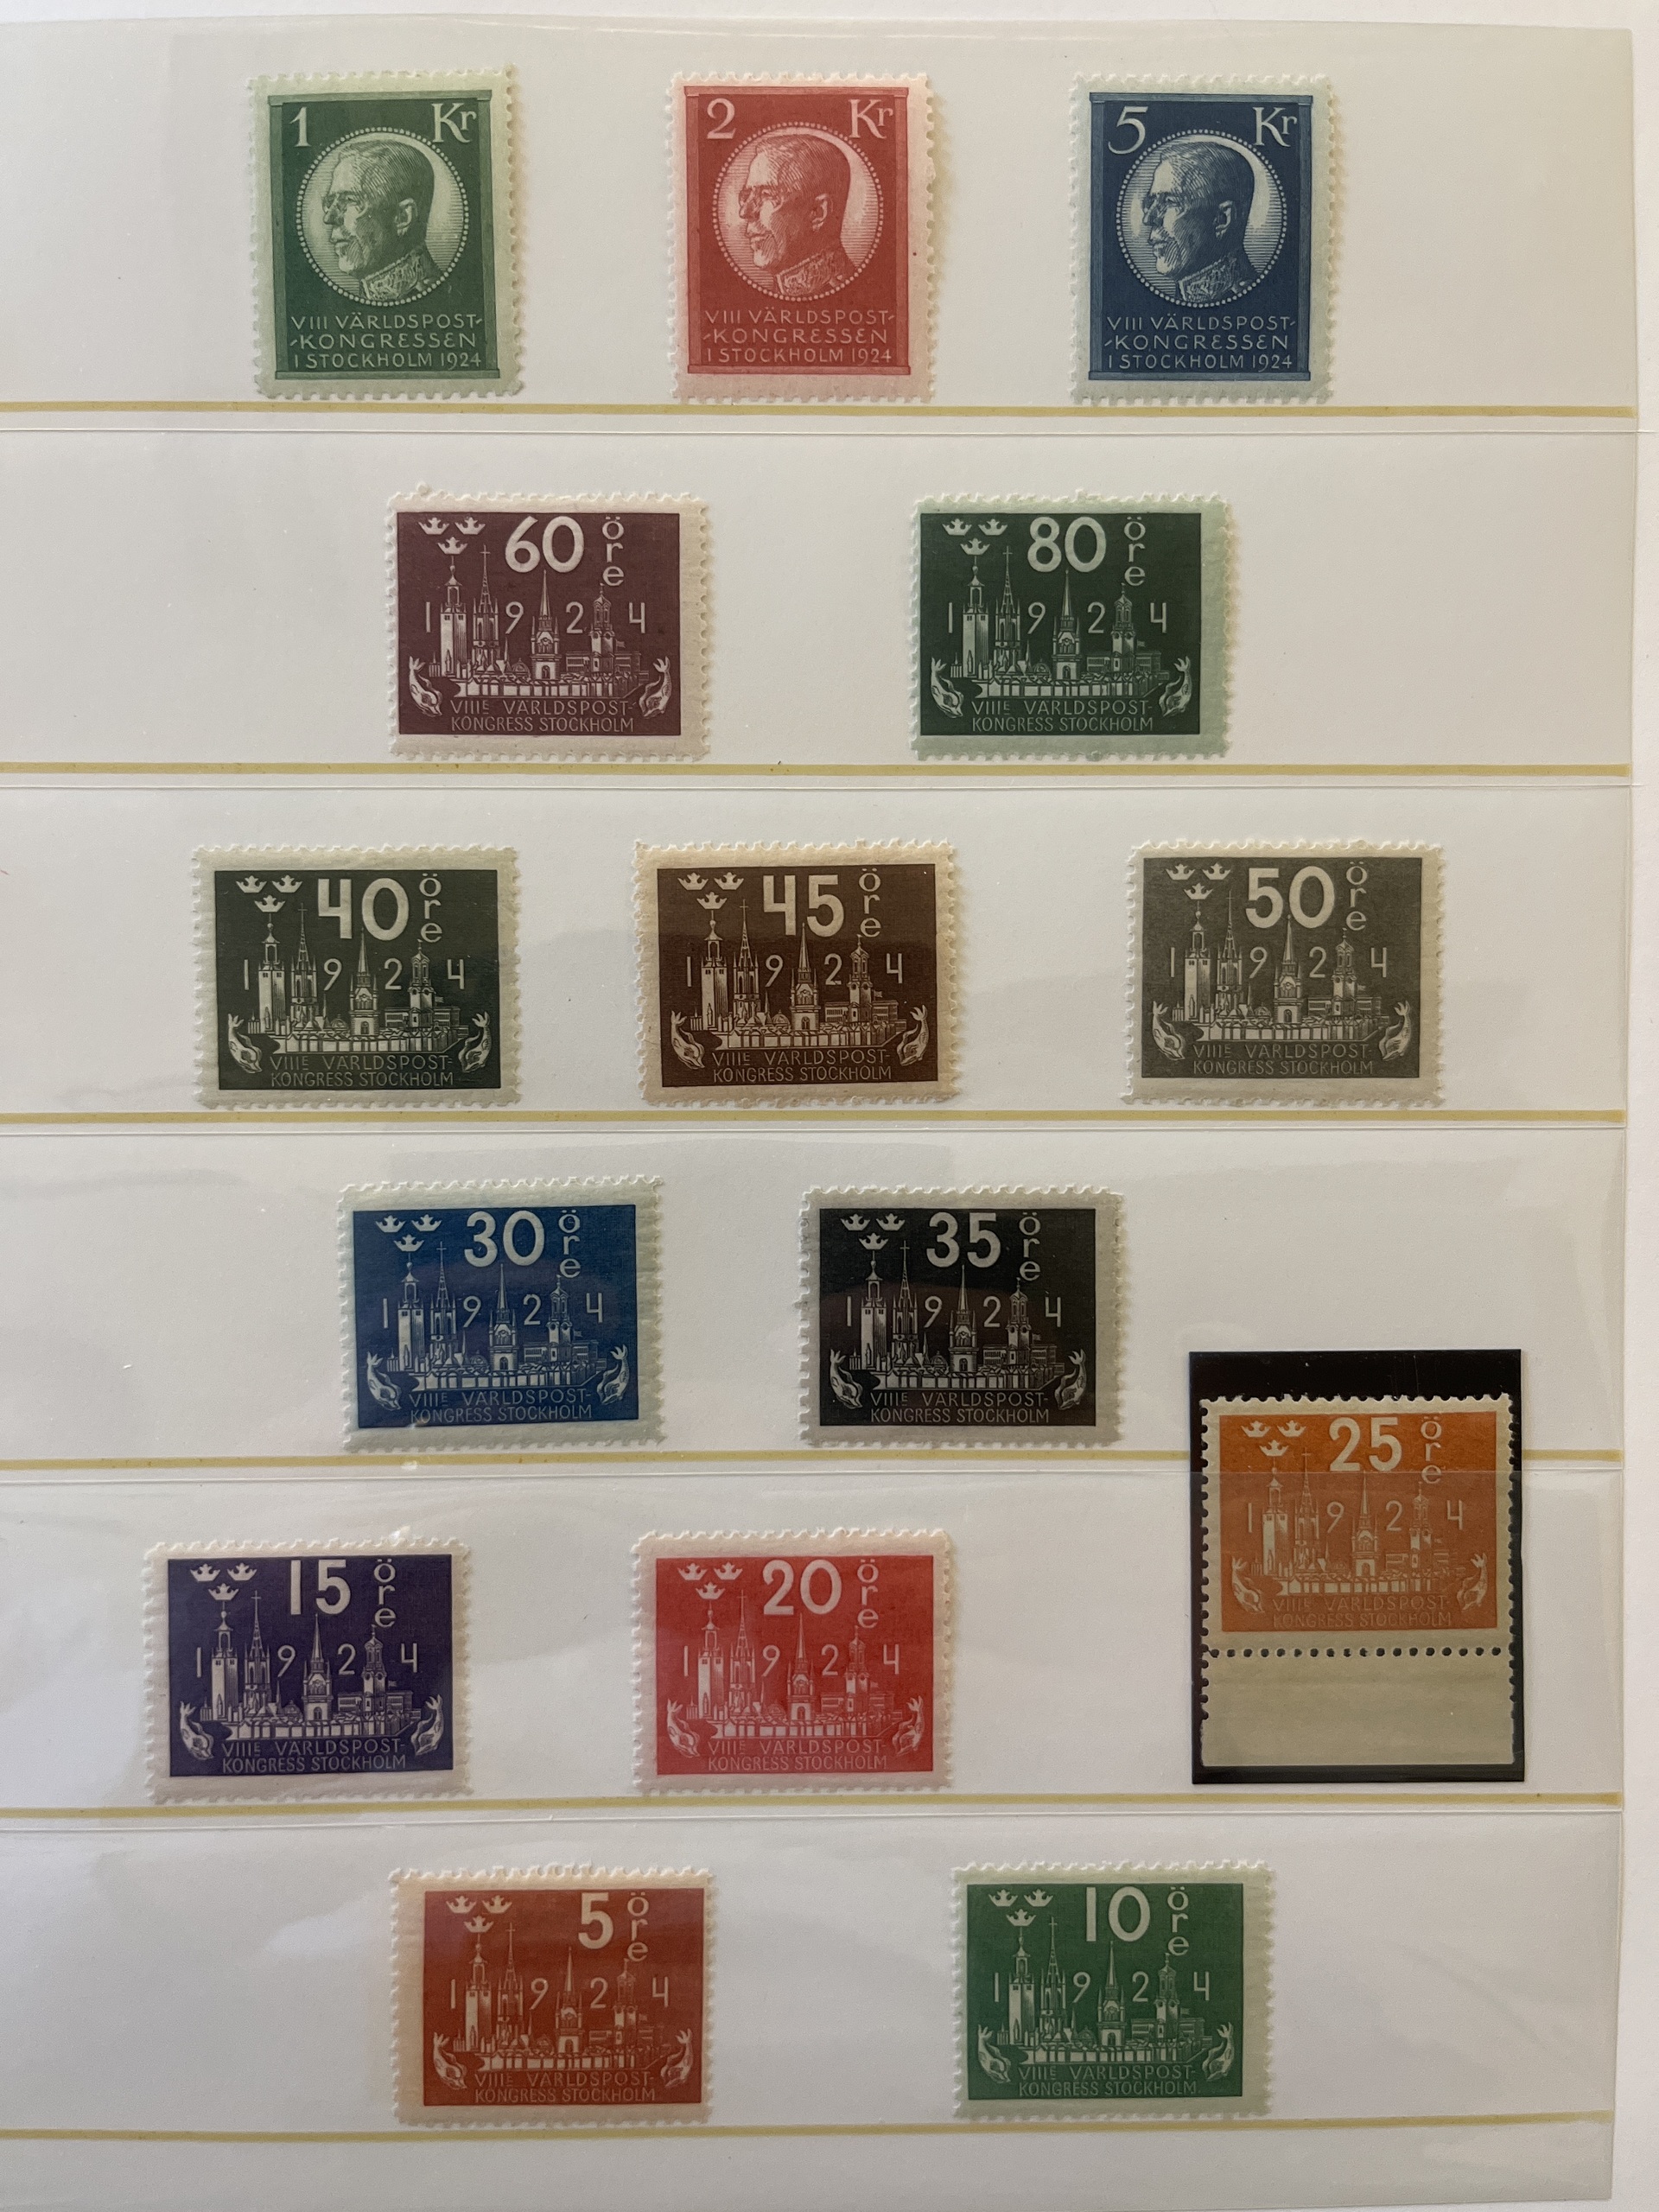 1 Kr
VIII VÄRLDSPOST-
-KONGRESSEN
I STOCKHOLM 1924
2 Kr
VIII VÄRLDSPOST-
-KONGRESSEN
I STOCKHOLM 1924
5 Kr
VIII VÄRLDSPOST-
-KONGRESSEN
I STOCKHOLM 1924
60 öre
1924
VIIIE VÄRLDSPOST-
KONGRESS STOCKHOLM
80 öre
1924
VIIIE VÄRLDSPOST-
KONGRESS STOCKHOLM
40 öre
1924
VIIIE VÄRLDSPOST-
KONGRESS STOCKHOLM
45 öre
1924
VIIIE VÄRLDSPOST-
KONGRESS STOCKHOLM
50 öre
1924
VIIIE VÄRLDSPOST-
KONGRESS STOCKHOLM
30 öre
1924
VIIIE VÄRLDSPOST-
KONGRESS STOCKHOLM
35 öre
1924
VIIIE VÄRLDSPOST-
KONGRESS STOCKHOLM
25 öre
1924
VIIIE VÄRLDSPOST-
KONGRESS STOCKHOLM
15 öre
1924
VIIIE VÄRLDSPOST-
KONGRESS STOCKHOLM
20 öre
1924
VIIIE VÄRLDSPOST-
KONGRESS STOCKHOLM
5 öre
1924
VIIIE VÄRLDSPOST-
KONGRESS STOCKHOLM
10 öre
1924
VIIIE VÄRLDSPOST-
KONGRESS STOCKHOLM